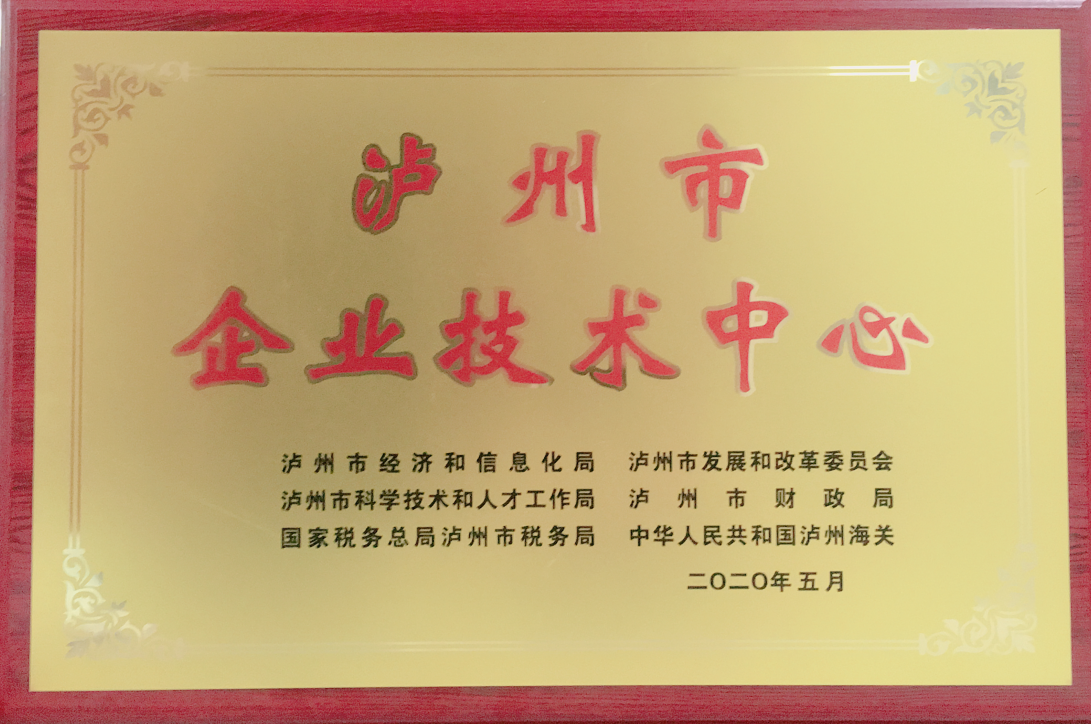 泸州市
企业技术中心
泸州市经济和信息化局 泸州市发展和改革委员会
泸州市科学技术和人才工作局 泸州市财政局
国家税务总局泸州市税务局 中华人民共和国泸州海关
二〇二〇年五月